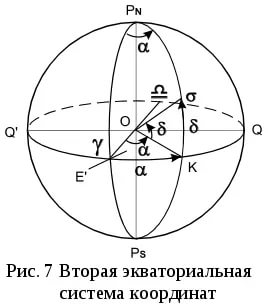 PN
α
Ω
σ
Q'
O
δ
δ
Q
γ
α
E'
α
K
Ps
Рис. 7 Вторая экваториальная
система координат